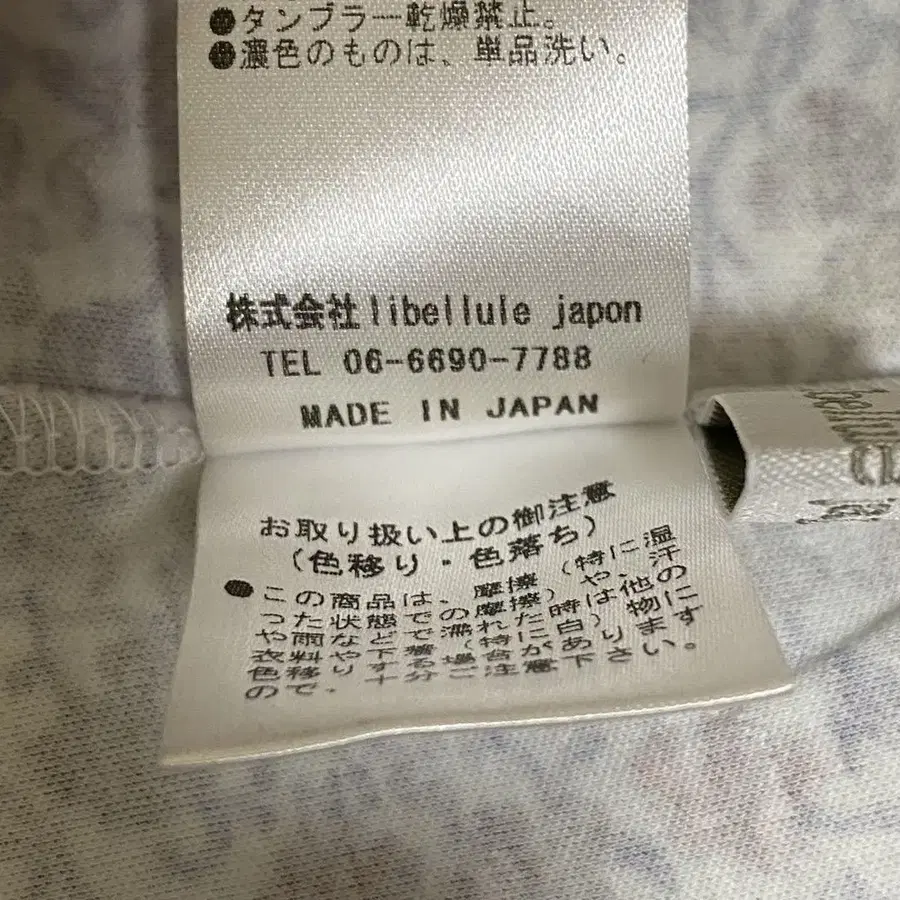 ●タンブラー乾燥禁止。
●濃色のものは、単品洗い。
株式会社libellule japon
TEL 06-6690-7788
MADE IN JAPAN
お取り扱い上の御注意
(色移り・色落ち)
●この商品は、摩擦(特に湿
った状態での摩擦)や、汗
や雨などで濡れた時は他の
衣料や下着(特に白)物に
色移りする場合があります
ので、十分ご注意下さい。